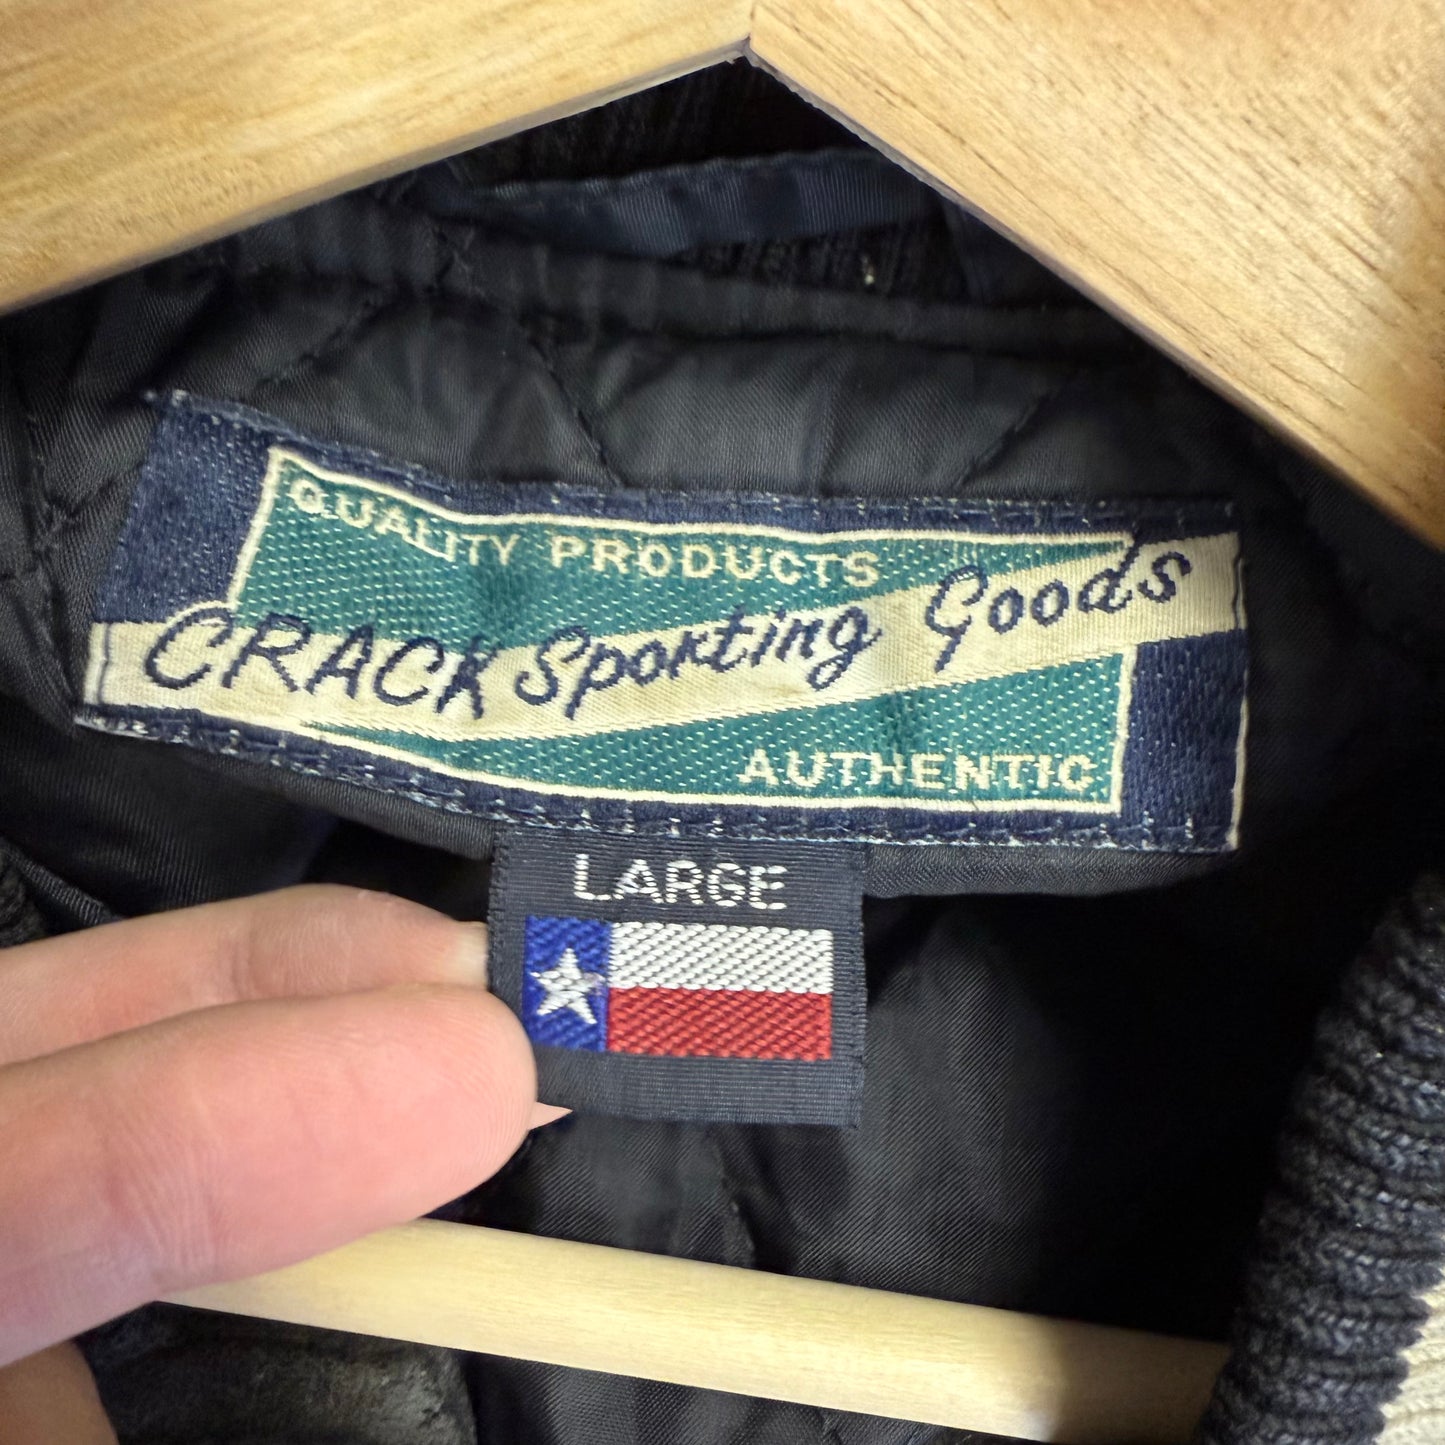 QUALITY PRODUCTS
CRACK Sporting Goods
AUTHENTIC
LARGE